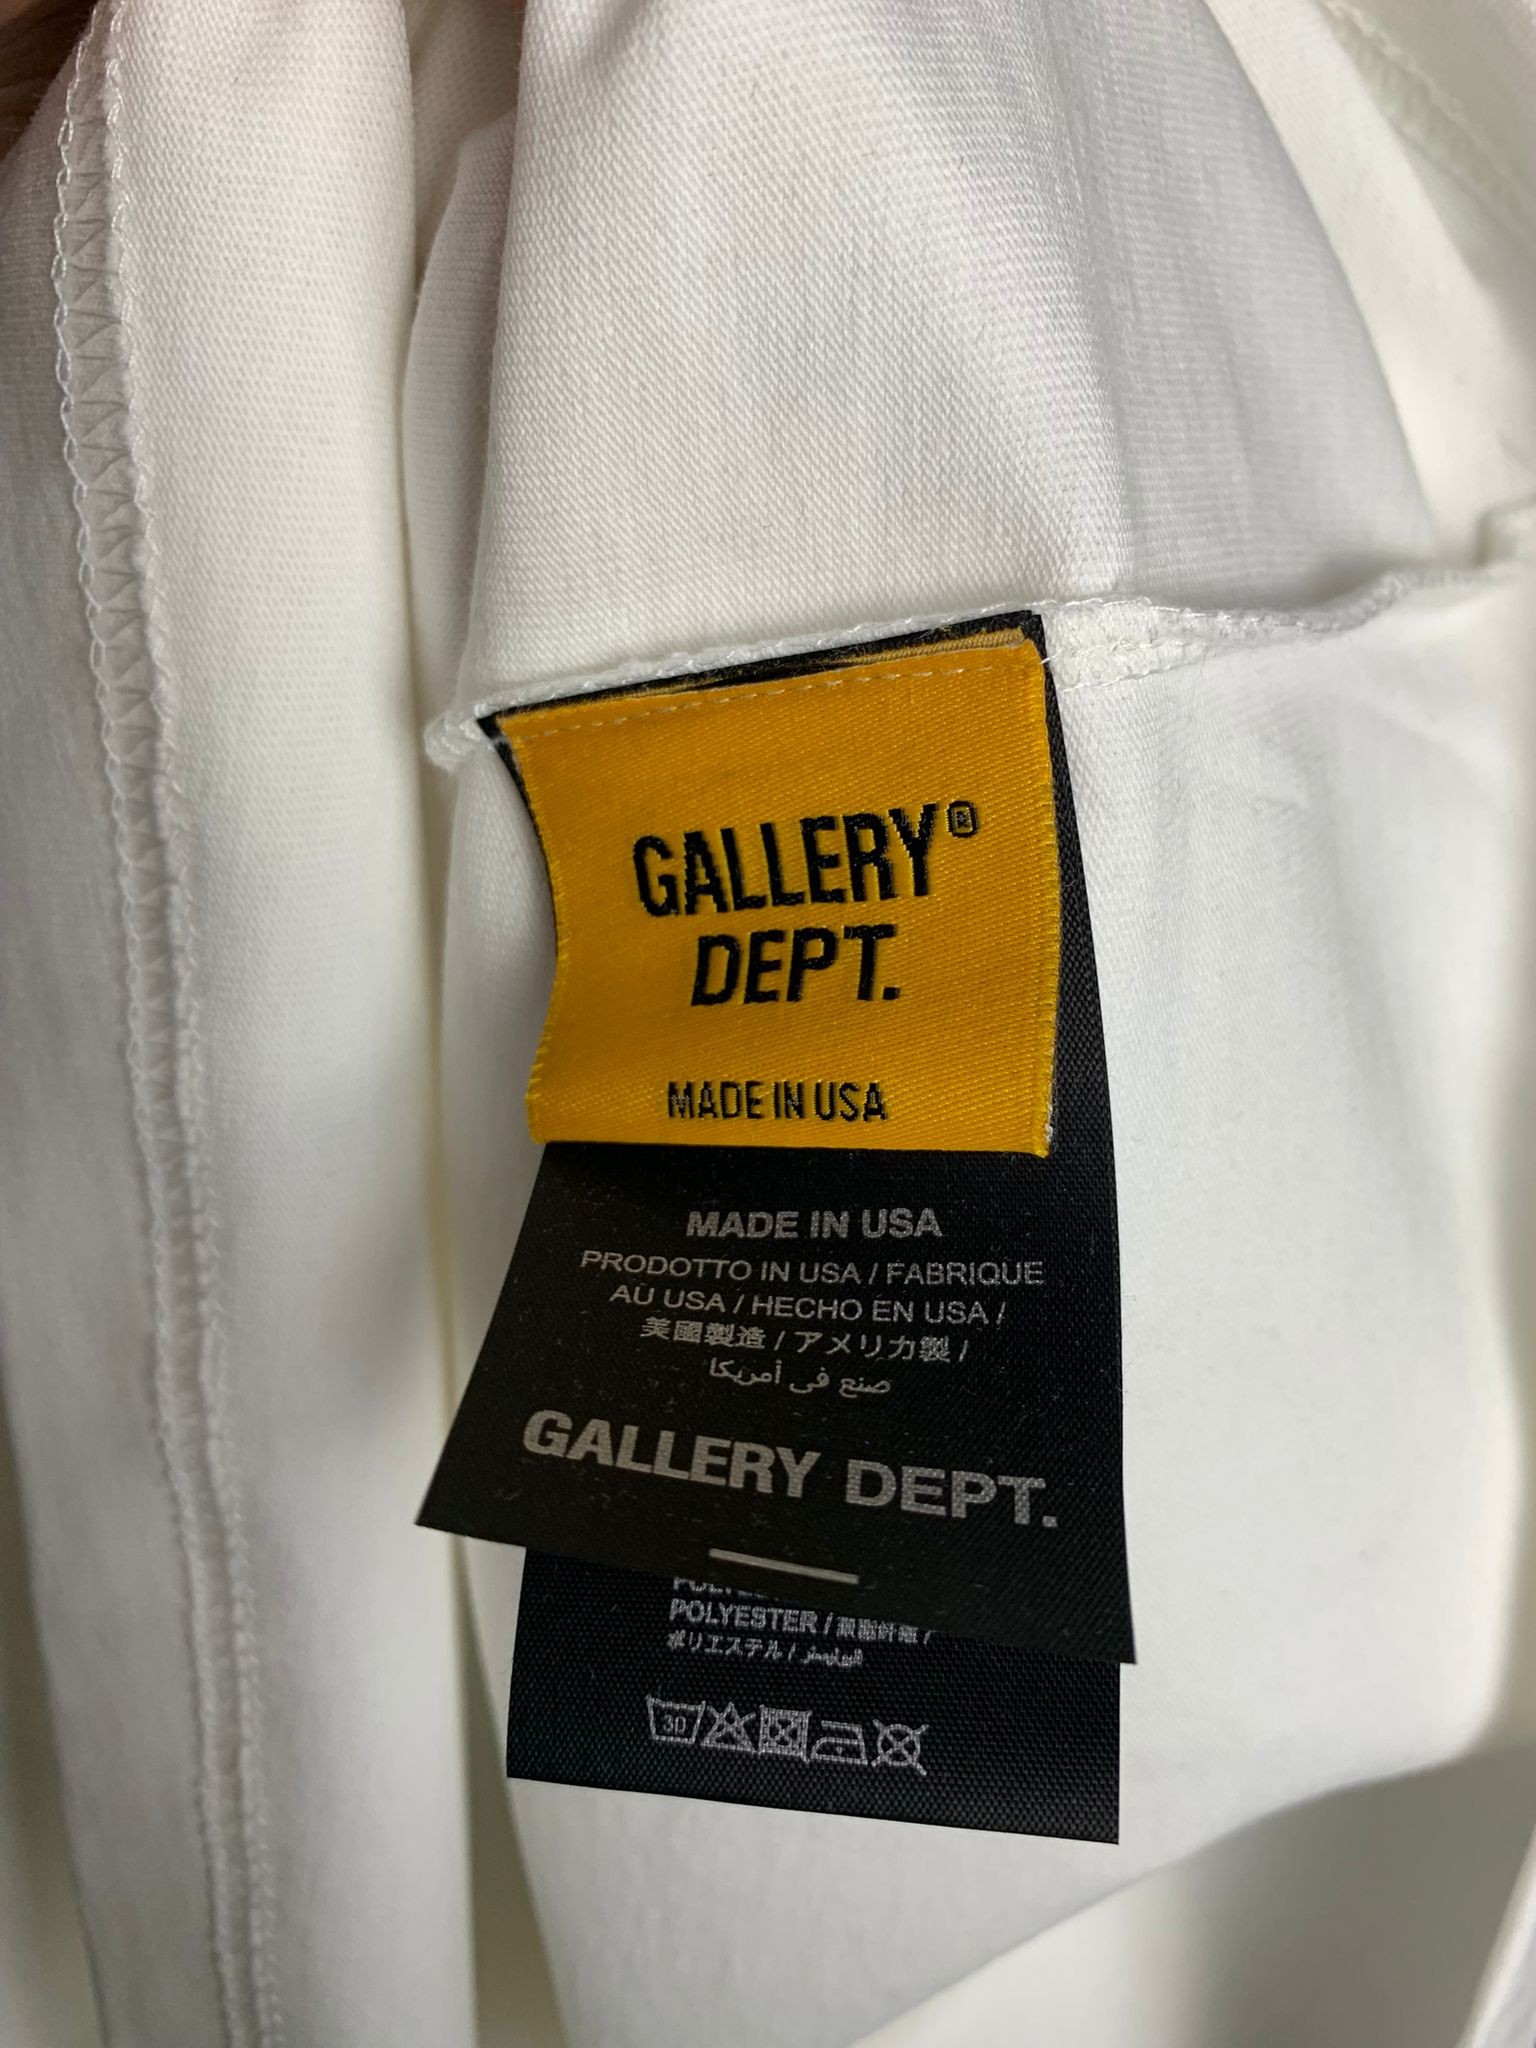 GALLERY®
DEPT.
MADE IN USA
MADE IN USA
PRODOTTO IN USA / FABRIQUE
AU USA / HECHO EN USA /
美國製造 / アメリカ製 /
صنع في أمريكا
GALLERY DEPT.
POLYESTER /
ポリエステル /
30